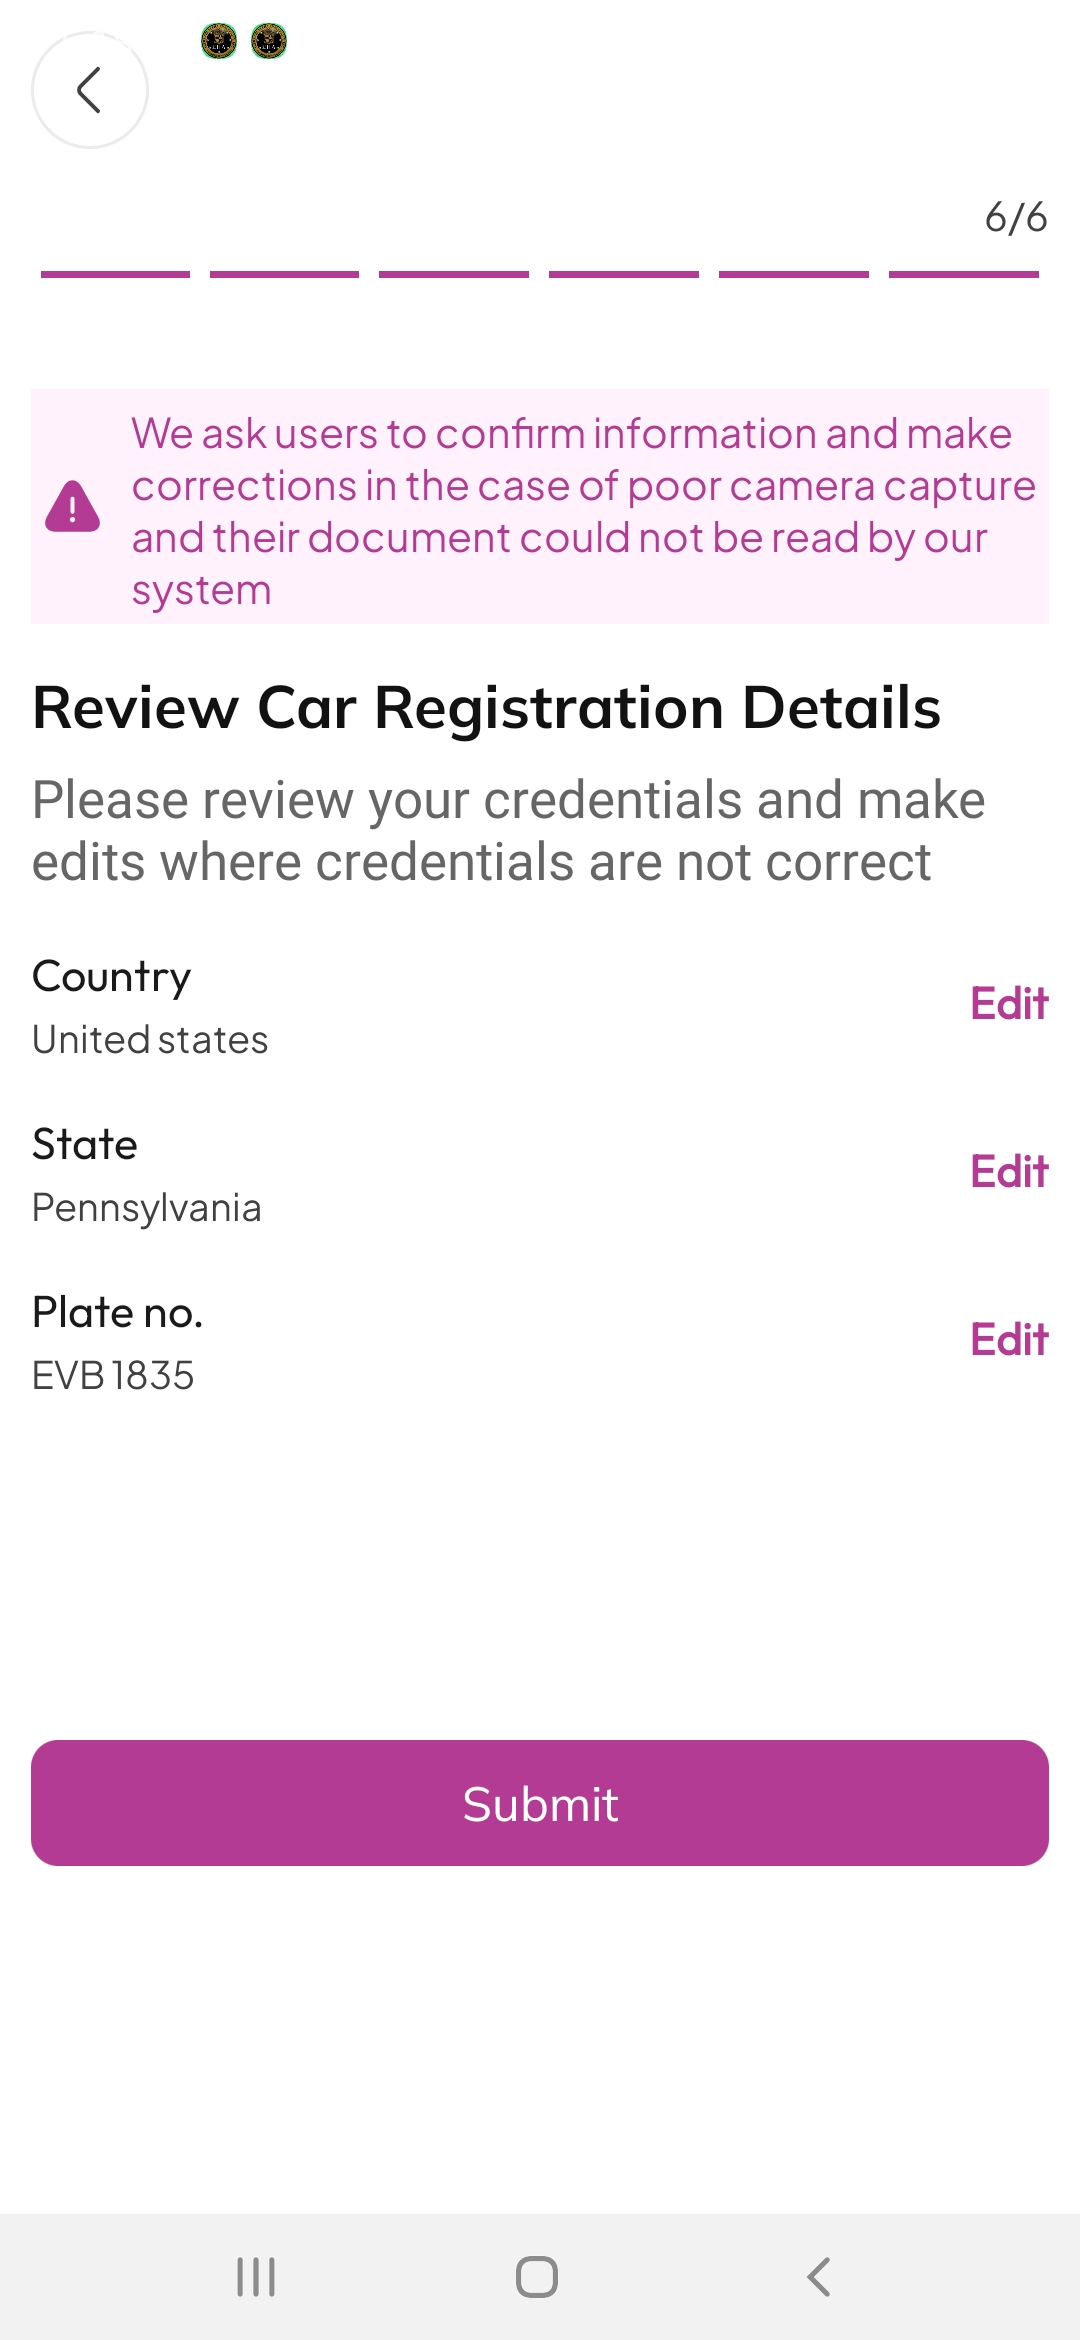 6/6
We ask users to confirm information and make
corrections in the case of poor camera capture
and their document could not be read by our
system
Review Car Registration Details
Please review your credentials and make
edits where credentials are not correct
Country
Edit
United states
State
Edit
Pennsylvania
Plate no.
Edit
EVB 1835
Submit